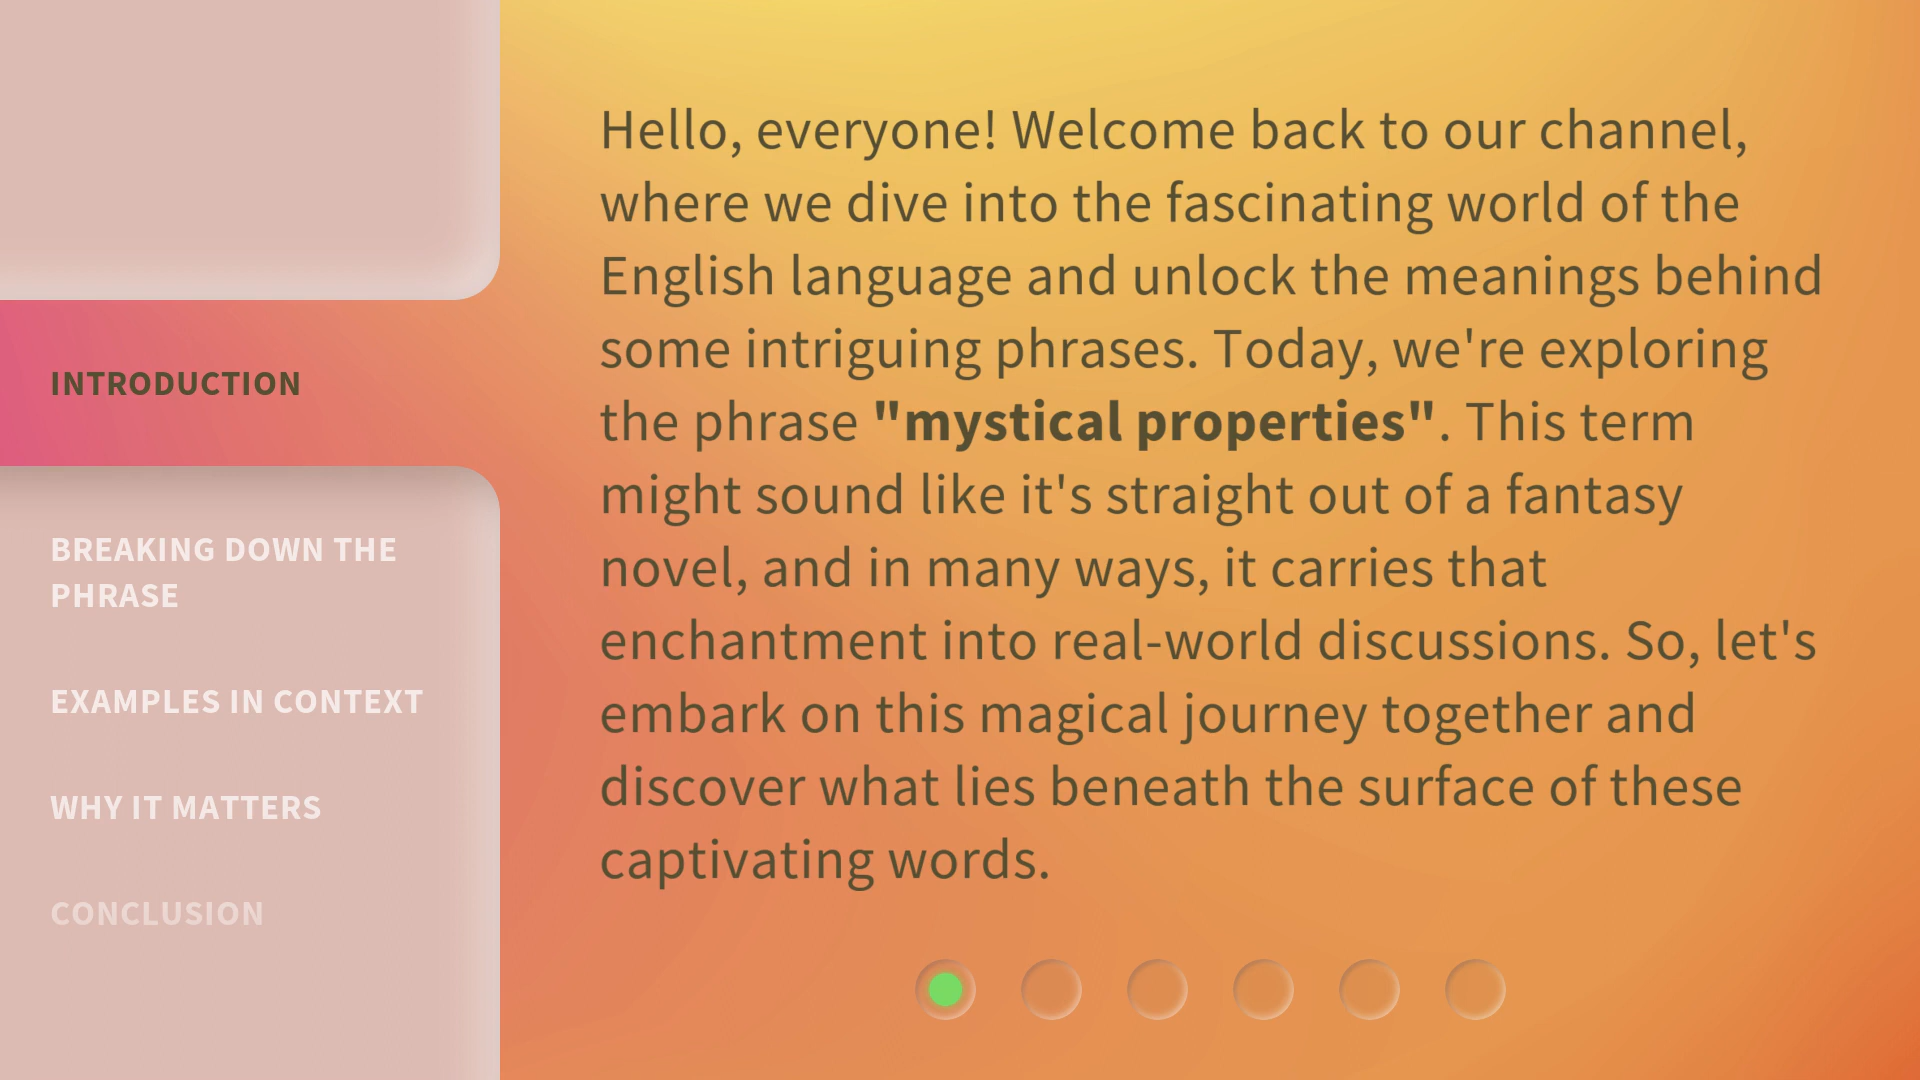 INTRODUCTION
BREAKING DOWN THE
PHRASE
EXAMPLES IN CONTEXT
WHY IT MATTERS
CONCLUSION
Hello, everyone! Welcome back to our channel,
where we dive into the fascinating world of the
English language and unlock the meanings behind
some intriguing phrases. Today, we're exploring
the phrase "mystical properties". This term
might sound like it's straight out of a fantasy
novel, and in many ways, it carries that
enchantment into real-world discussions. So, let's
embark on this magical journey together and
discover what lies beneath the surface of these
captivating words.